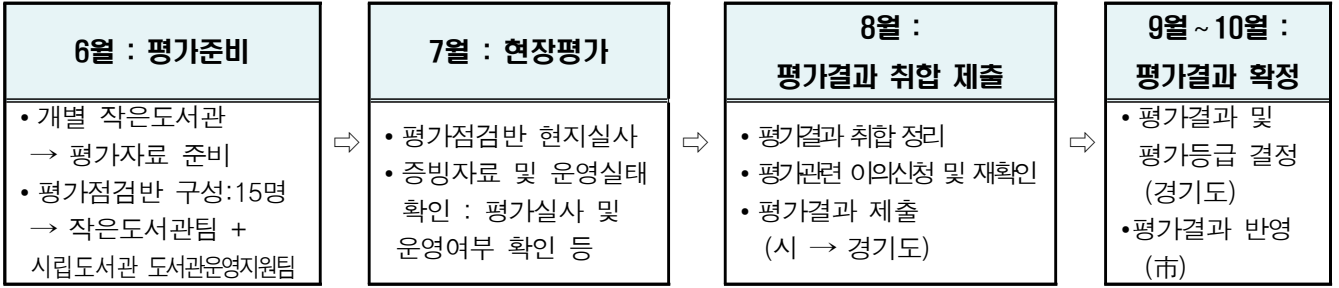 6월 : 평가준비
• 개별 작은도서관
→ 평가자료 준비
• 평가점검반 구성:15명
→ 작은도서관팀 +
시립도서관 도서관운영지원팀
⇨
7월 : 현장평가
• 평가점검반 현지실사
• 증빙자료 및 운영실태
확인 : 평가실사 및
운영여부 확인 등
⇨
8월 :
평가결과 취합 제출
• 평가결과 취합 정리
• 평가관련 이의신청 및 재확인
• 평가결과 제출
(시 → 경기도)
⇨
9월~10월 :
평가결과 확정
• 평가결과 및
평가등급 결정
(경기도)
•평가결과 반영
(市)